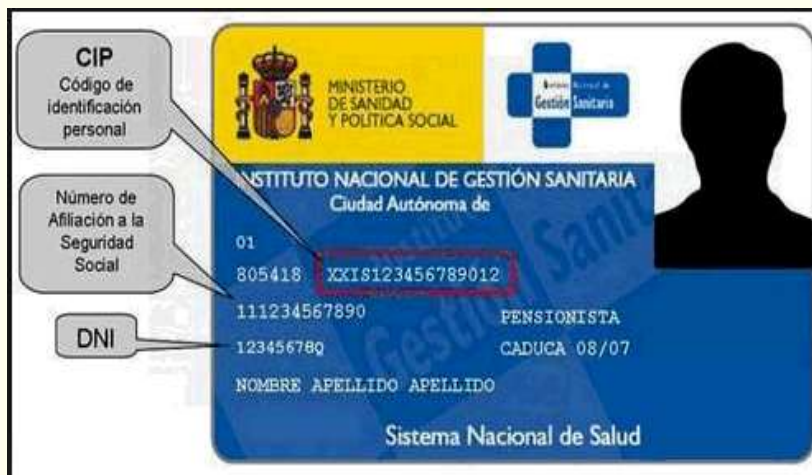 CIP
Código de
identificación
personal
MINISTERIO
DE SANIDAD
Y POLÍTICA SOCIAL
Gestión Sanitaria
INSTITUTO NACIONAL DE GESTIÓN SANITARIA
Ciudad Autónoma de
Número de
Afiliación a la
Seguridad
Social
01
805418 XXIS123456789012
111234567890
PENSIONISTA
DNI
12345678Q
CADUCA 08/07
NOMBRE APELLIDO APELLIDO
Sistema Nacional de Salud